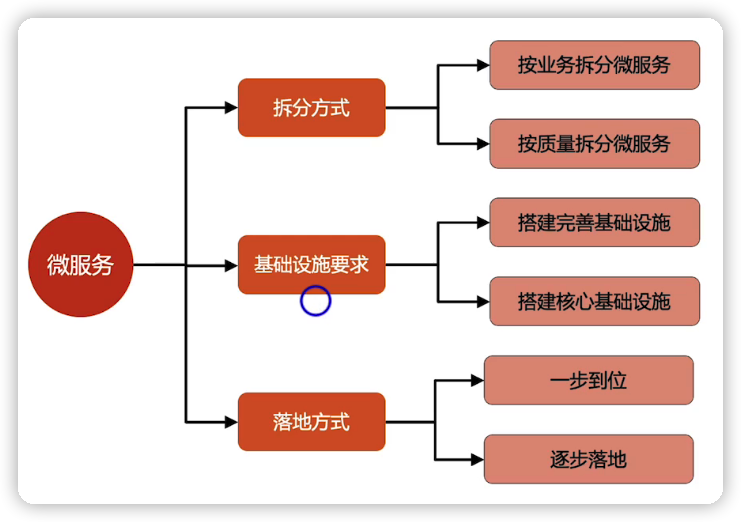 微服务
拆分方式
按业务拆分微服务
按质量拆分微服务
基础设施要求
搭建完善基础设施
搭建核心基础设施
落地方式
一步到位
逐步落地